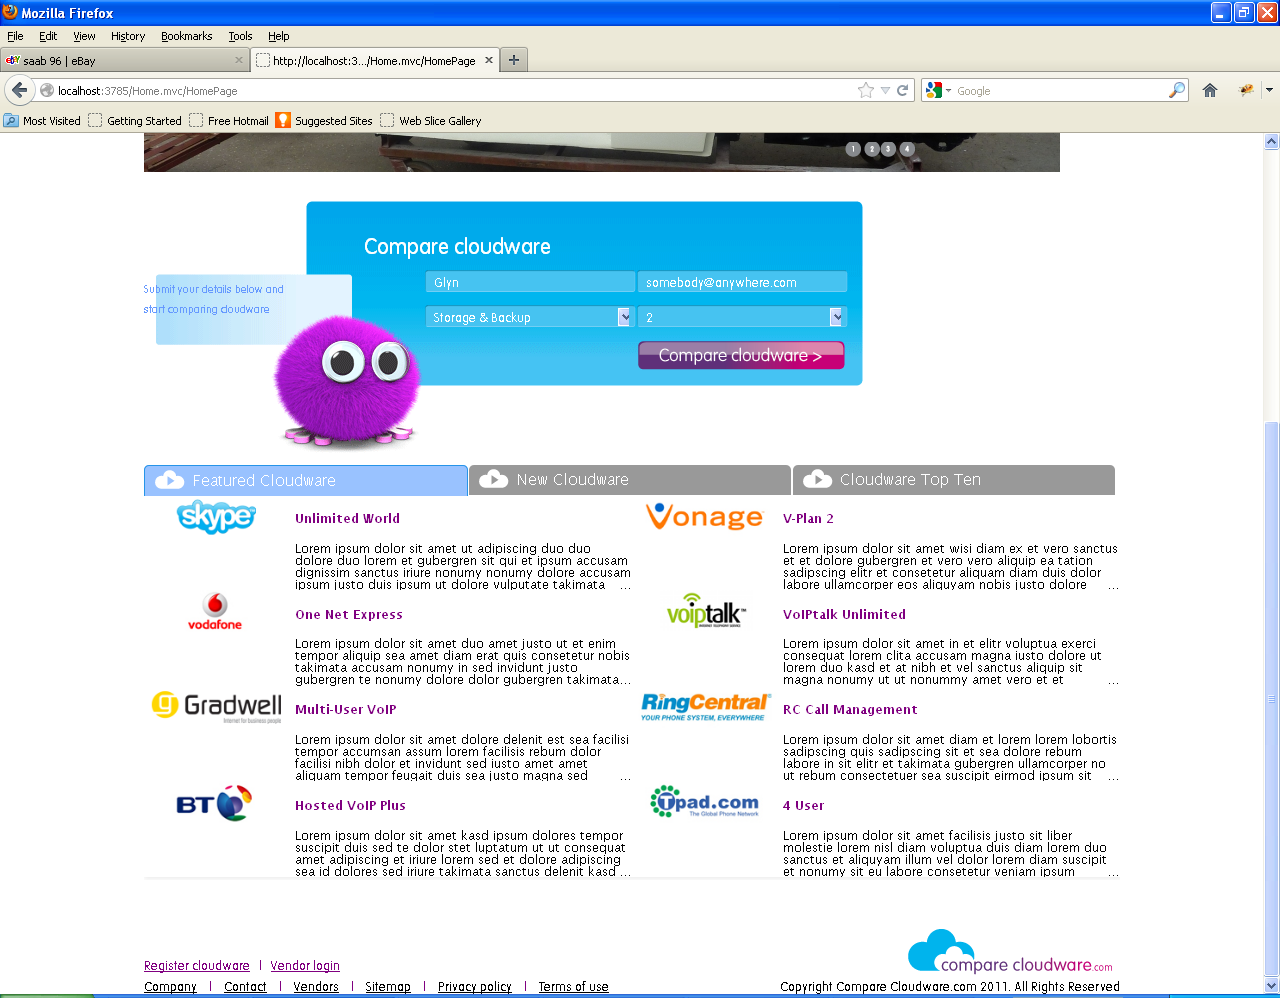 Mozilla Firefox
File Edit View History Bookmarks Tools Help
saab 96 | eBay
http://localhost:3.../Home.mvc/HomePage
localhost:3785/Home.mvc/HomePage
Google
Most Visited Getting Started Free Hotmail Suggested Sites Web Slice Gallery
1 2 3 4
Compare cloudware
Submit your details below and
start comparing cloudware
Glyn somebody@anywhere.com
Storage & Backup 2
Compare cloudware >
Featured Cloudware New Cloudware Cloudware Top Ten
skype
Unlimited World
Lorem ipsum dolor sit amet ut adipiscing duo duo
dolore duo lorem et gubergren sit qui et ipsum accusam
dignissim sanctus iriure nonumy nonumy dolore accusam
ipsum justo duis ipsum ut dolore vulputate takimata ...
Vonage
V-Plan 2
Lorem ipsum dolor sit amet wisi diam ex et vero sanctus
et et dolore gubergren et vero vero aliquip ea tation
sadipscing elitr et consetetur aliquam diam duis dolor
labore ullamcorper eos aliquyam nobis justo dolore ...
vodafone
One Net Express
Lorem ipsum dolor sit amet duo amet justo ut et enim
tempor aliquip sea amet diam erat quis consetetur nobis
takimata accusam nonumy in sed invidunt justo
gubergren te nonumy dolore dolor gubergren takimata...
voiptalk™
INTERNET TELEPHONY SERVICE
VoIPtalk Unlimited
Lorem ipsum dolor sit amet in et elitr voluptua exerci
consequat lorem clita accusam magna iusto dolore ut
lorem duo kasd et at nibh et vel sanctus aliquip sit
magna nonumy ut ut nonummy amet vero et et ...
Gradwell
Internet for business people
Multi-User VoIP
Lorem ipsum dolor sit amet dolore delenit est sea facilisi
tempor accumsan assum lorem facilisis rebum dolor
facilisi nibh dolor et invidunt sed iusto amet amet
aliquam tempor feugait duis sea justo magna sed ...
RingCentral®
YOUR PHONE SYSTEM, EVERYWHERE
RC Call Management
Lorem ipsum dolor sit amet diam et lorem lorem lobortis
sadipscing quis sadipscing sit et sea dolore rebum
labore in sit elitr et takimata gubergren ullamcorper no
ut rebum consectetuer sea suscipit eirmod ipsum sit ...
BT
Hosted VoIP Plus
Lorem ipsum dolor sit amet kasd ipsum dolores tempor
suscipit duis sed te dolor stet luptatum ut ut consequat
amet adipiscing et iriure lorem sed et dolore adipiscing
sea id dolores sed iriure takimata sanctus delenit kasd ...
Tpad.com
The Global Phone Network
4 User
Lorem ipsum dolor sit amet facilisis justo sit liber
molestie lorem nisl diam voluptua duis diam lorem duo
sanctus et aliquyam illum vel dolor lorem diam suscipit
et nonumy sit eu labore consetetur veniam ipsum ...
compare cloudware.com
Register cloudware | Vendor login
Company | Contact | Vendors | Sitemap | Privacy policy | Terms of use
Copyright Compare Cloudware.com 2011. All Rights Reserved